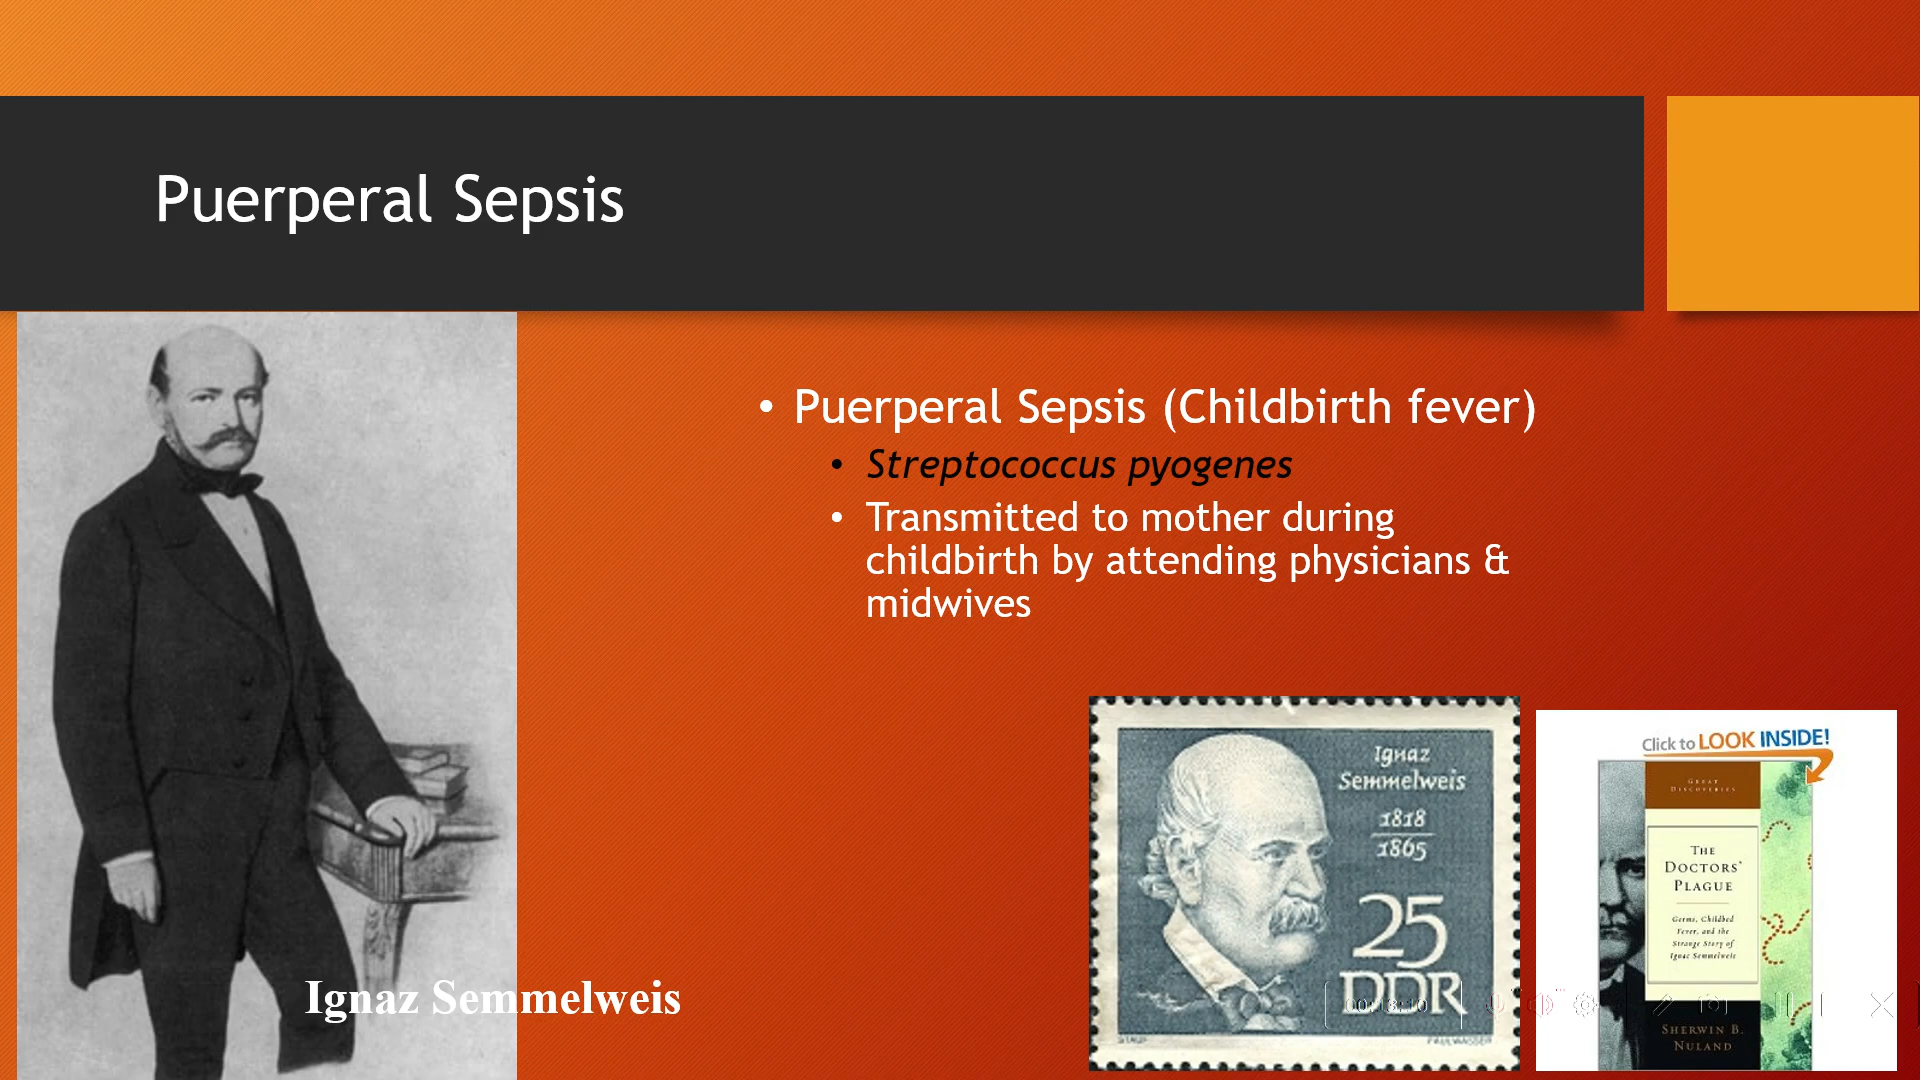 Puerperal Sepsis
• Puerperal Sepsis (Childbirth fever)
• Streptococcus pyogenes
• Transmitted to mother during
childbirth by attending physicians &
midwives
Ignaz Semmelweis
Ignaz
Semmelweis
1818
1865
25
DDR
Click to LOOK INSIDE!
GREAT
DISCOVERIES
THE
DOCTORS'
PLAGUE
Germs, Childbed
Fever, and the
Strange Story of
Ignac Semmelweis
SHERWIN B.
NULAND